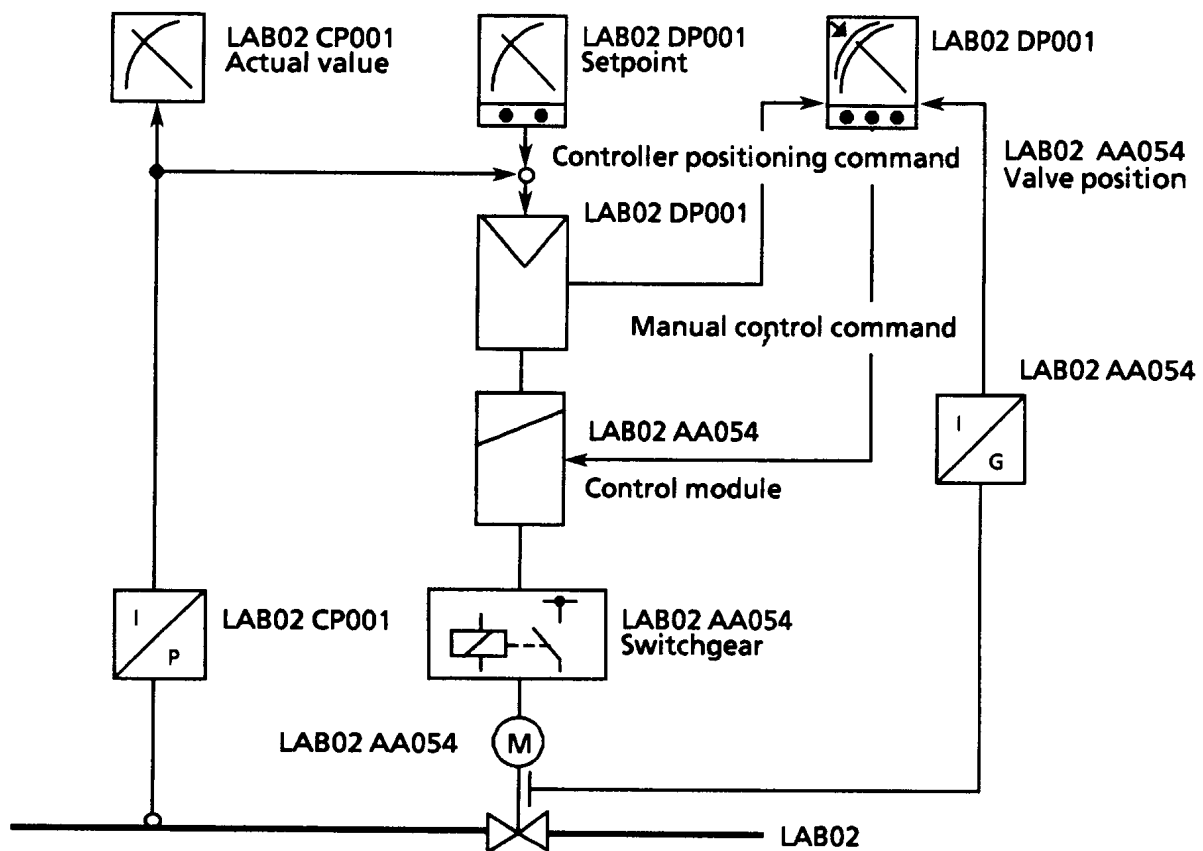 LAB02 CP001
Actual value
LAB02 DP001
Setpoint
LAB02 DP001
Controller positioning command
LAB02 AA054
Valve position
LAB02 DP001
Manual control command
LAB02 AA054
I
G
LAB02 AA054
Control module
I
P
LAB02 CP001
LAB02 AA054
Switchgear
LAB02 AA054
M
LAB02